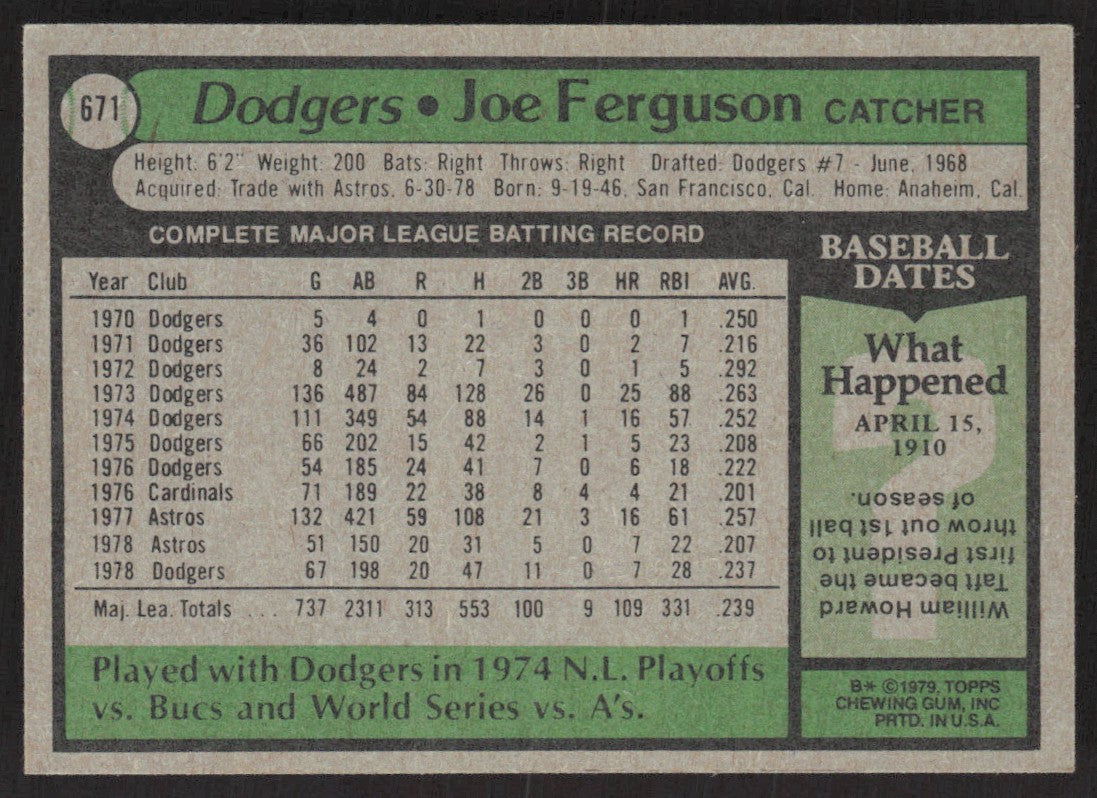 671
Dodgers • Joe Ferguson CATCHER
Height: 6'2" Weight: 200 Bats: Right Throws: Right Drafted: Dodgers #7 - June, 1968
Acquired: Trade with Astros, 6-30-78 Born: 9-19-46, San Francisco, Cal. Home: Anaheim, Cal.
COMPLETE MAJOR LEAGUE BATTING RECORD
Year Club G AB R H 2B 3B HR RBI AVG.
1970 Dodgers 5 4 0 1 0 0 0 1 .250
1971 Dodgers 36 102 13 22 3 0 2 7 .216
1972 Dodgers 8 24 2 7 3 0 1 5 .292
1973 Dodgers 136 487 84 128 26 0 25 88 .263
1974 Dodgers 111 349 54 88 14 1 16 57 .252
1975 Dodgers 66 202 15 42 2 1 5 23 .208
1976 Dodgers 54 185 24 41 7 0 6 18 .222
1976 Cardinals 71 189 22 38 8 4 4 21 .201
1977 Astros 132 421 59 108 21 3 16 61 .257
1978 Astros 51 150 20 31 5 0 7 22 .207
1978 Dodgers 67 198 20 47 11 0 7 28 .237
Maj. Lea. Totals ... 737 2311 313 553 100 9 109 331 .239
Played with Dodgers in 1974 N.L. Playoffs
vs. Bucs and World Series vs. A's.
BASEBALL
DATES
?
What
Happened
APRIL 15,
1910
William Howard
Taft became the
first President to
throw out 1st ball
of season.
B* ©1979, TOPPS
CHEWING GUM, INC
PRTD. IN U.S.A.